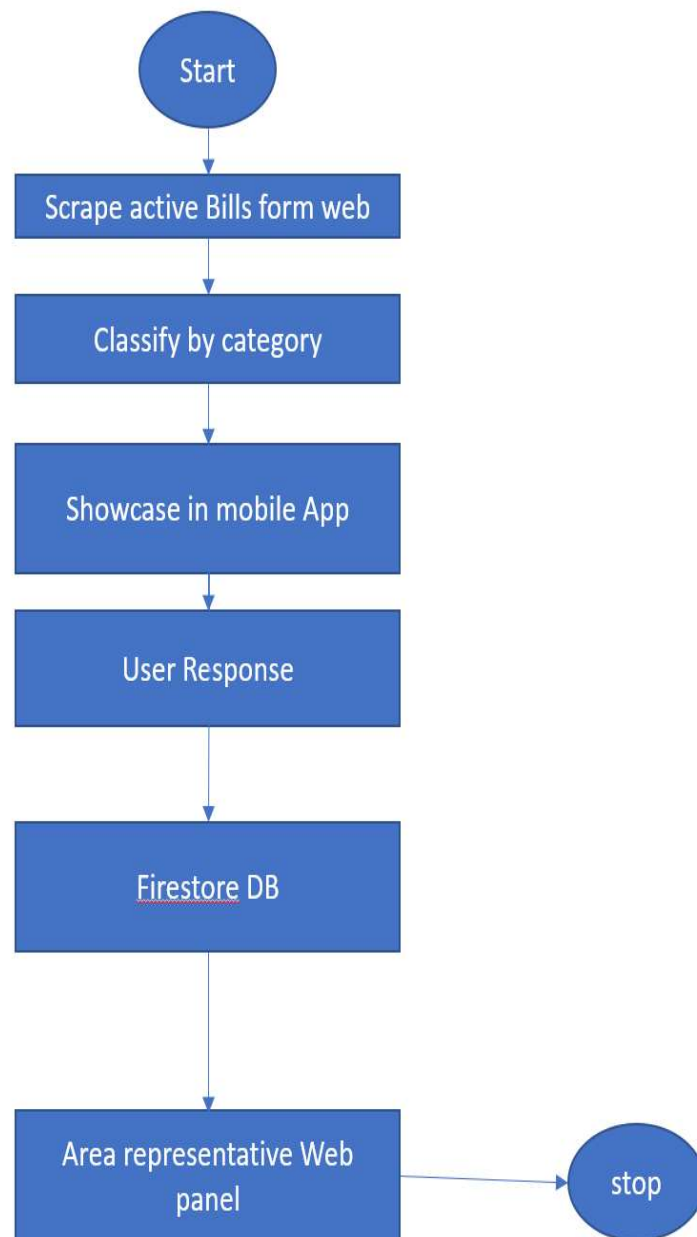 Start
Scrape active Bills form web
Classify by category
Showcase in mobile App
User Response
Firestore DB
Area representative Web
panel
stop